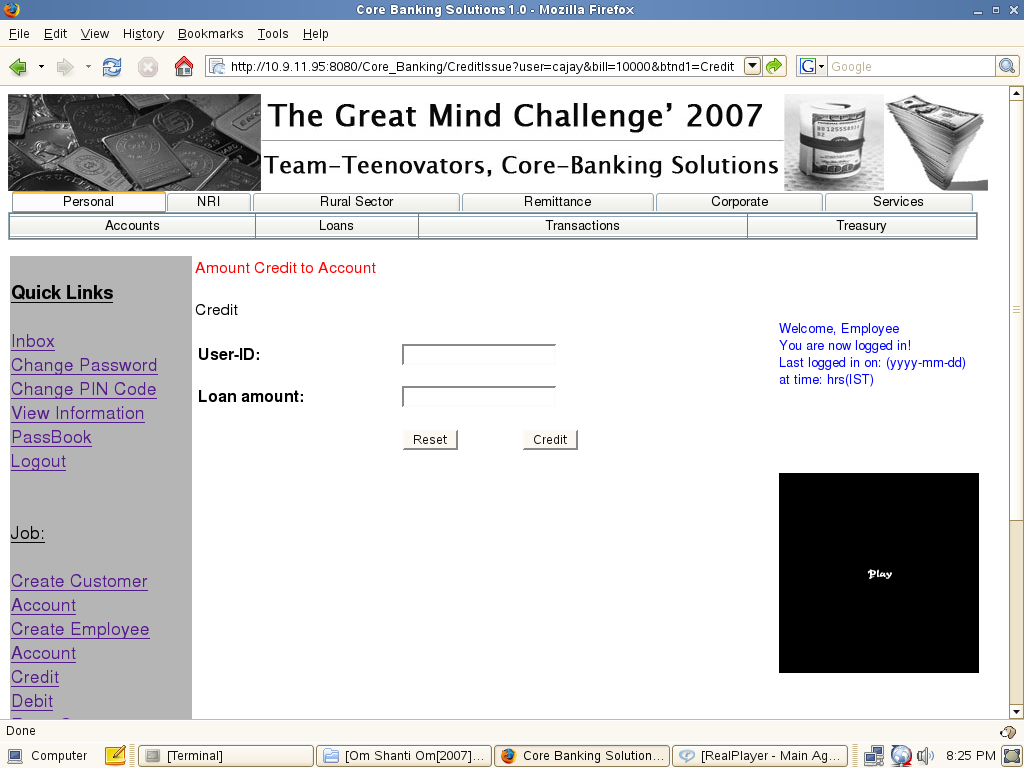 Core Banking Solutions 1.0 - Mozilla Firefox
File Edit View History Bookmarks Tools Help
http://10.9.11.95:8080/Core_Banking/CreditIssue?user=cajay&bill=10000&btnd1=Credit
G Google
The Great Mind Challenge' 2007
Team-Teenovators, Core-Banking Solutions
Personal NRI Rural Sector Remittance Corporate Services
Accounts Loans Transactions Treasury
Quick Links
Inbox
Change Password
Change PIN Code
View Information
PassBook
Logout
Job:
Create Customer
Account
Create Employee
Account
Credit
Debit
Amount Credit to Account
Credit
User-ID:
Loan amount:
Reset Credit
Welcome, Employee
You are now logged in!
Last logged in on: (yyyy-mm-dd)
at time: hrs(IST)
Play
Done
Computer [Terminal] [Om Shanti Om[2007]... Core Banking Solution... [RealPlayer - Main Ag... 8:25 PM